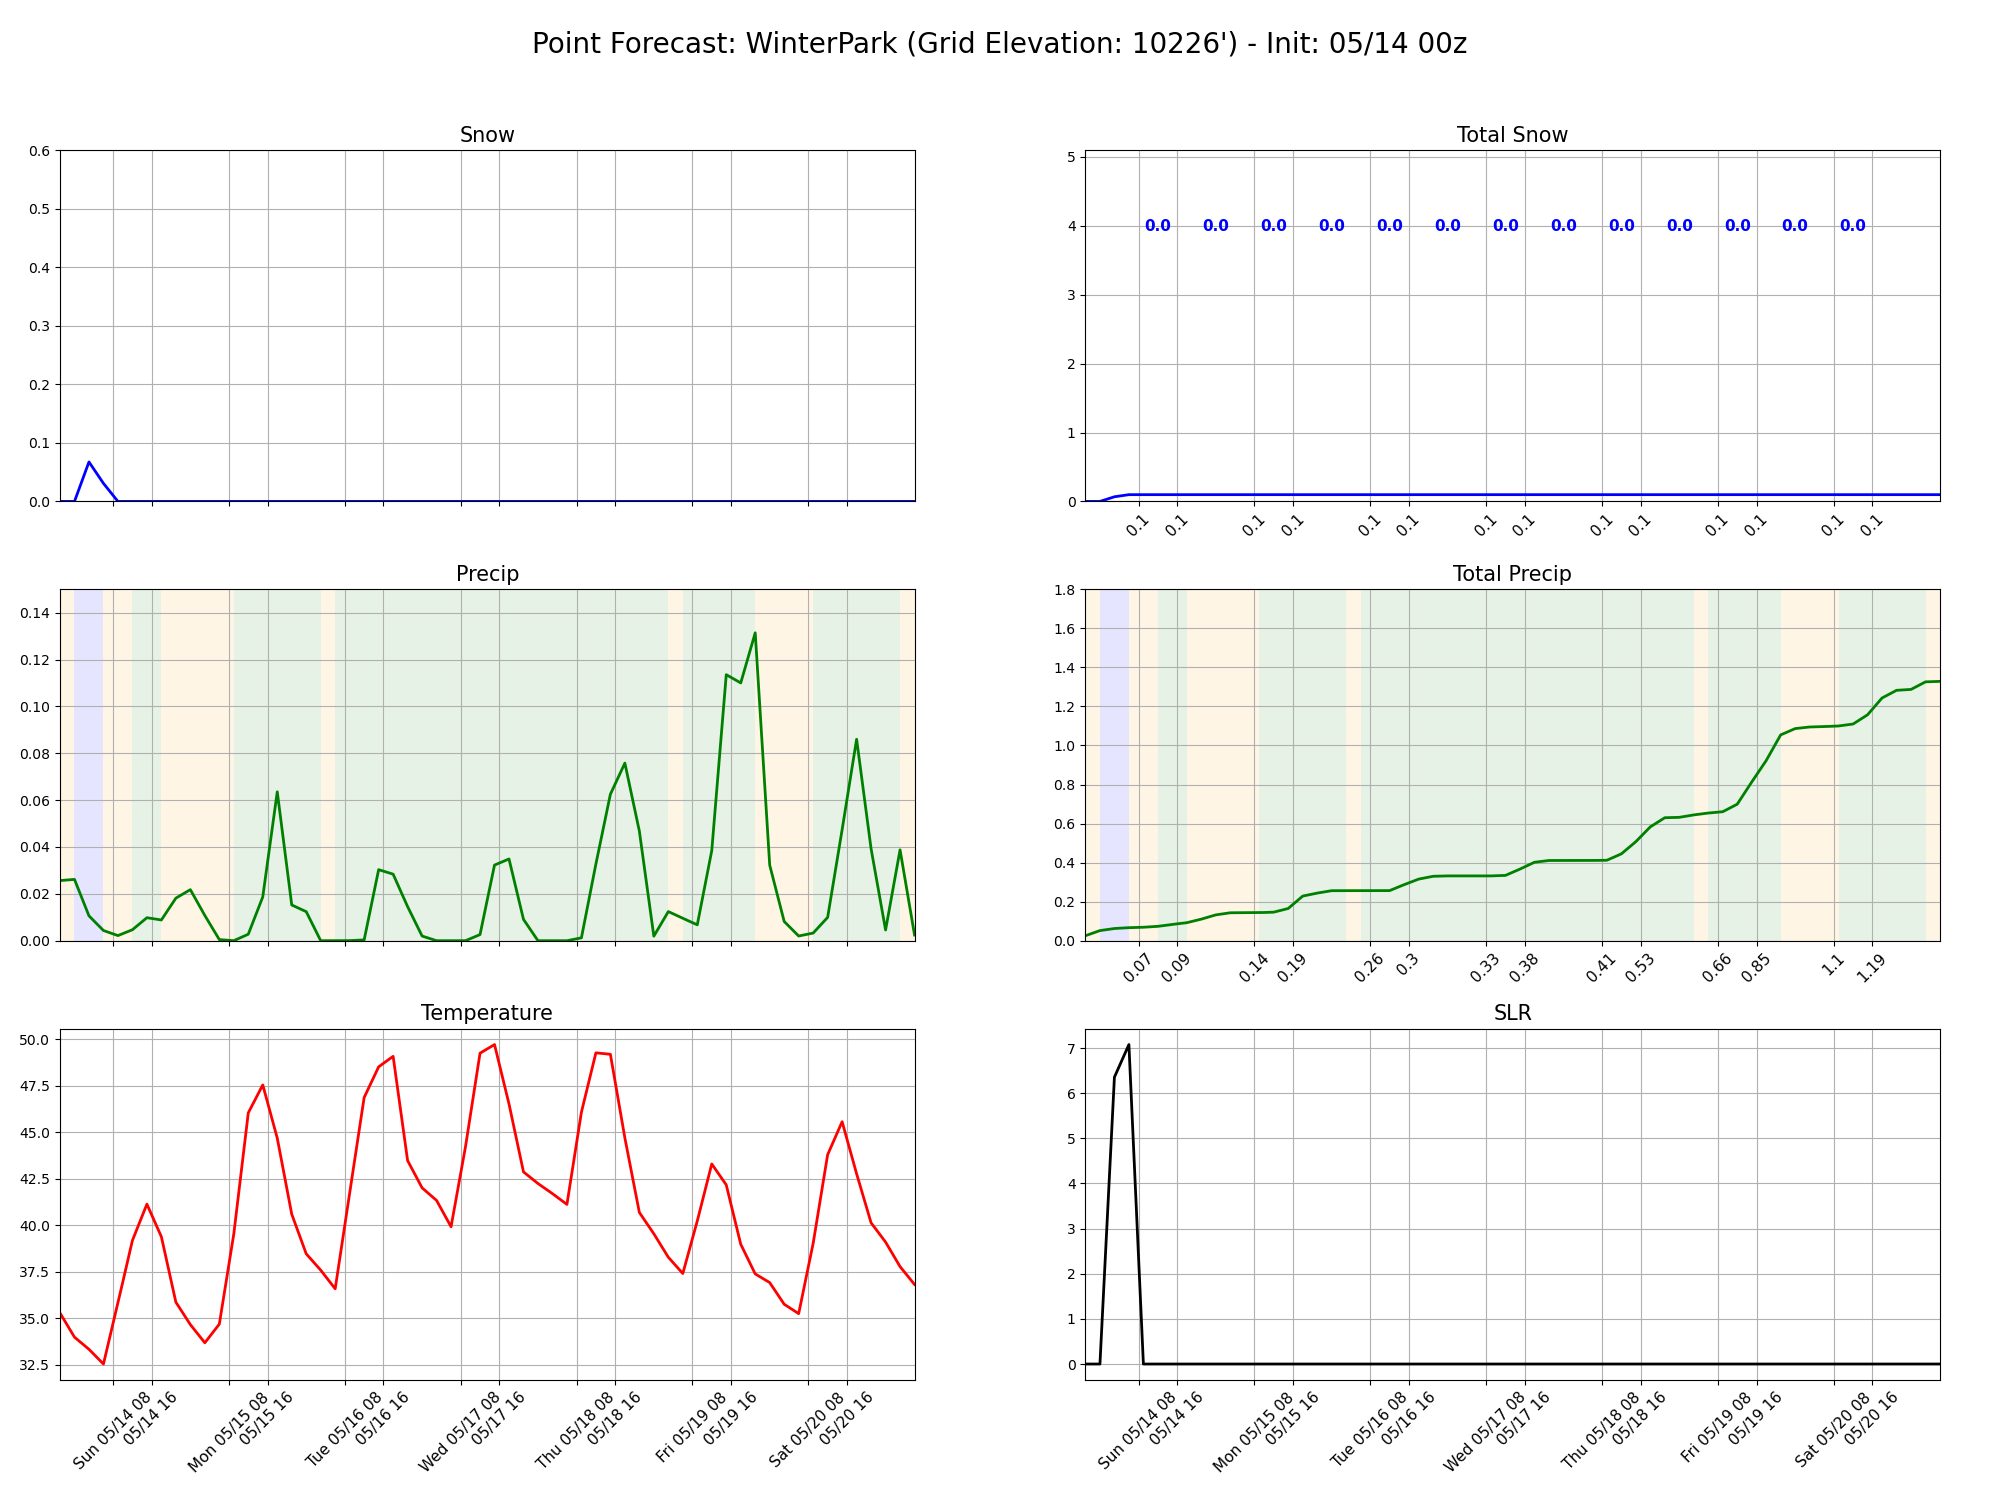 Point Forecast: WinterPark (Grid Elevation: 10226') - Init: 05/14 00z
Snow
0.6
0.5
0.4
0.3
0.2
0.1
0.0
Total Snow
5
4
3
2
1
0
0.0 0.0 0.0 0.0 0.0 0.0 0.0 0.0 0.0 0.0 0.0 0.0 0.0
0.1 0.1 0.1 0.1 0.1 0.1 0.1 0.1 0.1 0.1 0.1 0.1 0.1 0.1
Precip
0.14
0.12
0.10
0.08
0.06
0.04
0.02
0.00
Total Precip
1.8
1.6
1.4
1.2
1.0
0.8
0.6
0.4
0.2
0.0
0.07 0.09 0.14 0.19 0.26 0.3 0.33 0.38 0.41 0.53 0.66 0.85 1.1 1.19
Temperature
50.0
47.5
45.0
42.5
40.0
37.5
35.0
32.5
Sun 05/14 08
05/14 16
Mon 05/15 08
05/15 16
Tue 05/16 08
05/16 16
Wed 05/17 08
05/17 16
Thu 05/18 08
05/18 16
Fri 05/19 08
05/19 16
Sat 05/20 08
05/20 16
SLR
7
6
5
4
3
2
1
0
Sun 05/14 08
05/14 16
Mon 05/15 08
05/15 16
Tue 05/16 08
05/16 16
Wed 05/17 08
05/17 16
Thu 05/18 08
05/18 16
Fri 05/19 08
05/19 16
Sat 05/20 08
05/20 16